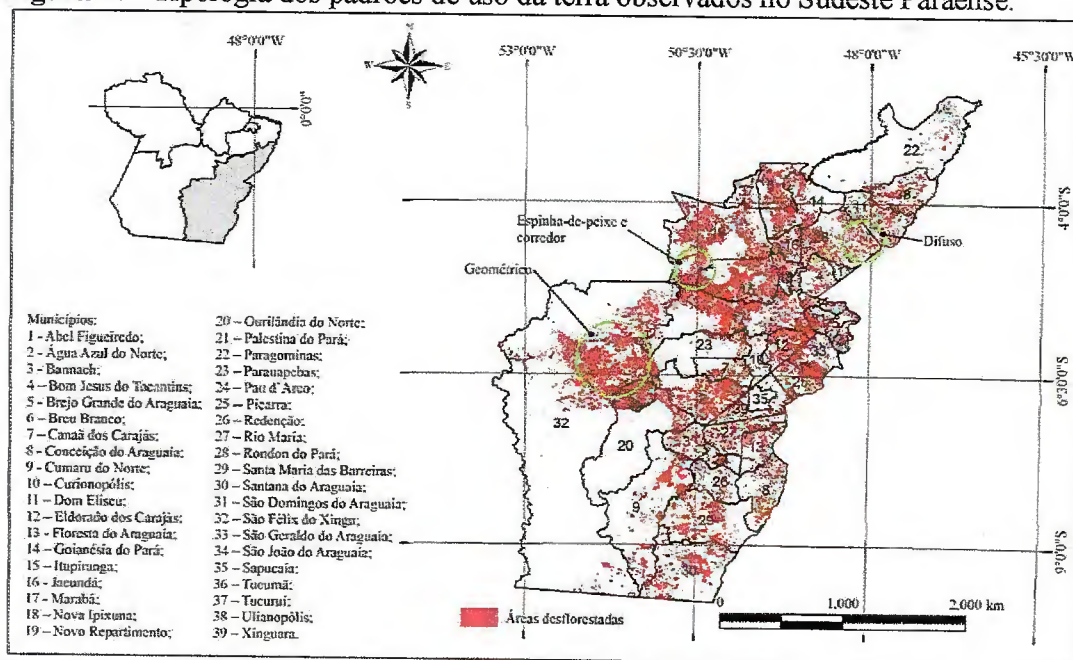 Tipologia dos padrões de uso da terra observados no Sudeste Paraense.
48°0'0"W
0°0'0"
N
W
E
S
53°0'0"W
50°30'0"W
48°0'0"W
45°30'0"W
4°0'0"S
6°30'0"S
9°0'0"S
Espinha-de-peixe e
corredor
Geométrico
Difuso
22
14
11
16
23
33
35
32
20
9
26
8
29
30
Municípios:
1 - Abel Figueiredo;
2 - Água Azul do Norte;
3 - Bannach;
4 – Bom Jesus do Tocantins;
5 - Brejo Grande do Araguaia;
6 – Breu Branco;
7 – Canaã dos Carajás;
8 - Conceição do Araguaia;
9 - Cumaru do Norte;
10 – Curionópolis;
11 – Dom Eliseu;
12 – Eldorado dos Carajás;
13 - Floresta do Araguaia;
14 - Goianésia do Pará;
15 – Itupiranga;
16 - Jacundá;
17 - Marabá;
18 – Nova Ipixuna;
19 – Novo Repartimento;
20 – Ourilândia do Norte;
21 – Palestina do Pará;
22 – Paragominas;
23 – Parauapebas;
24 – Pau d'Arco;
25 – Piçarra;
26 – Redenção;
27 – Rio Maria;
28 – Rondon do Pará;
29 – Santa Maria das Barreiras;
30 – Santana do Araguaia;
31 – São Domingos do Araguaia;
32 – São Félix do Xingu;
33 – São Geraldo do Araguaia;
34 – São João do Araguaia;
35 – Sapucaia;
36 – Tucumã;
37 – Tucuruí;
38 – Ulianópolis;
39 – Xinguara.
Áreas desflorestadas
0 1.000 2.000 km